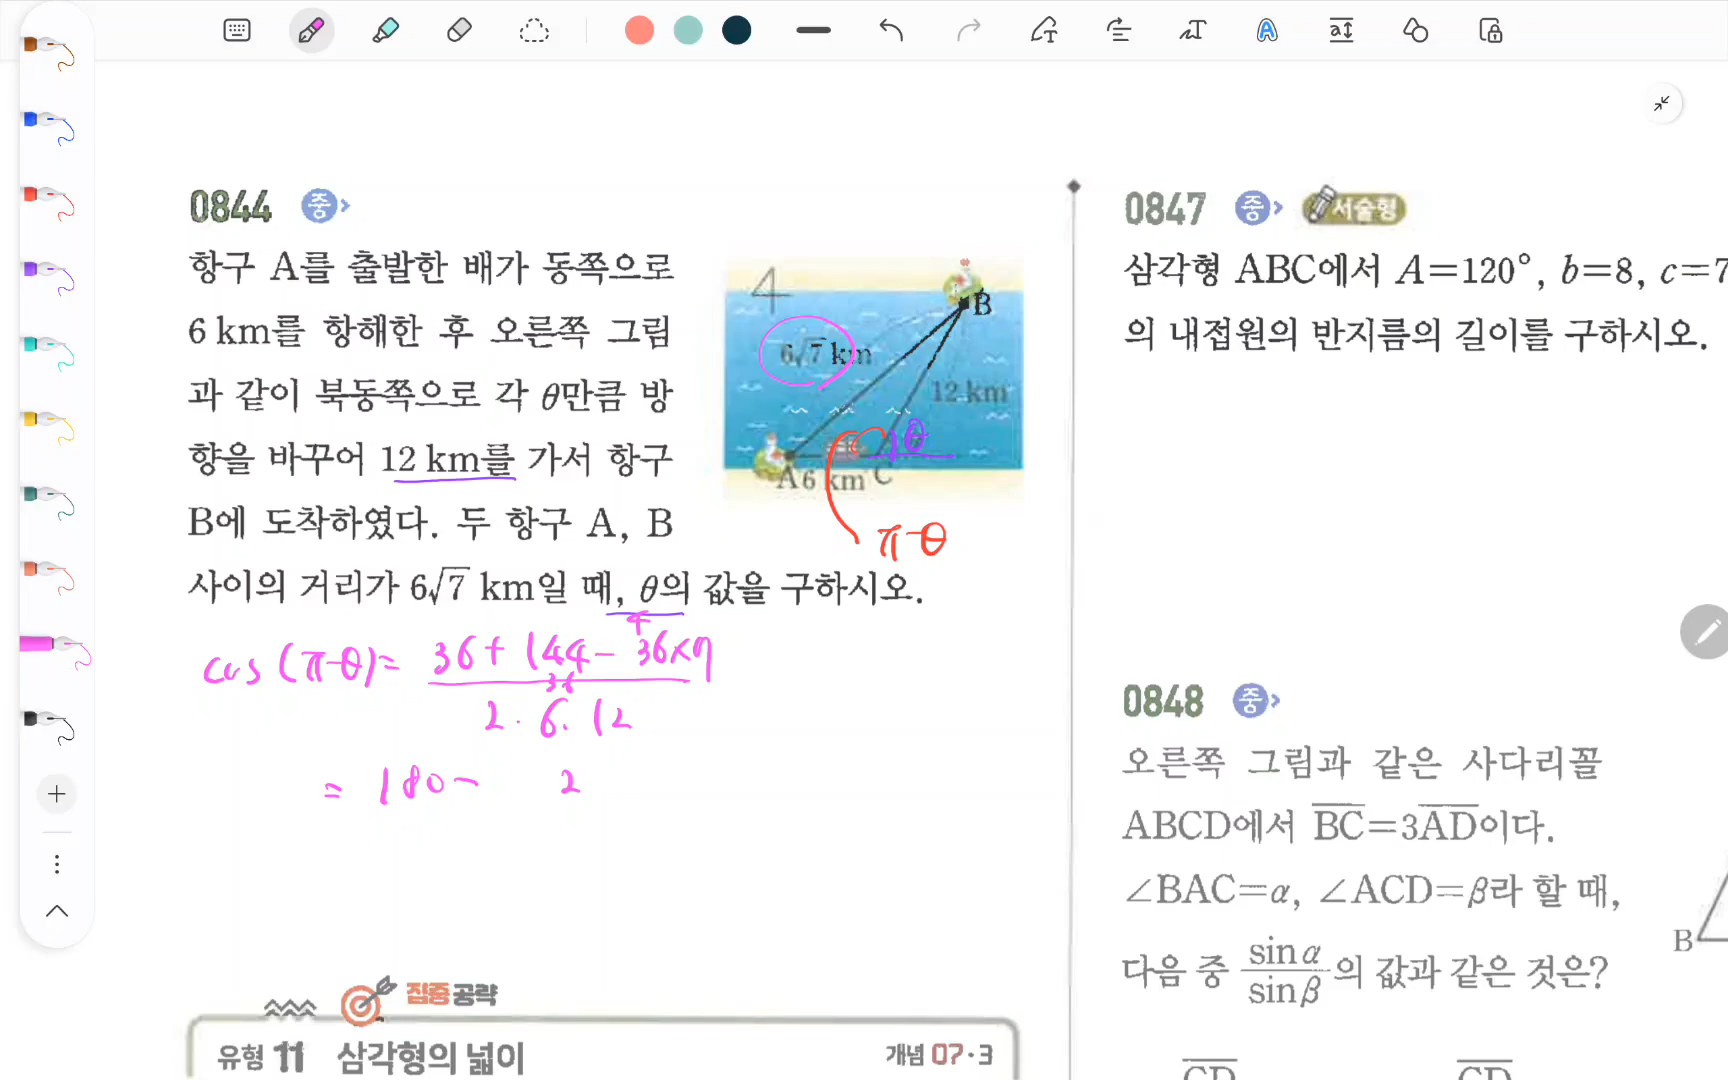 0844 중
항구 A를 출발한 배가 동쪽으로
6 km를 항해한 후 오른쪽 그림
과 같이 북동쪽으로 각 θ만큼 방
향을 바꾸어 12 km를 가서 항구
B에 도착하였다. 두 항구 A, B
사이의 거리가 6√7 km일 때, θ의 값을 구하시오.
4
B
6√7 km
12 km
θ
A 6 km C
π-θ
cos(π-θ)= 36+144-36×7
2·6·12
= 180-
집중 공략
유형 11 삼각형의 넓이 개념 07·3
0847 중 서술형
삼각형 ABC에서 A=120°, b=8, c=7
의 내접원의 반지름의 길이를 구하시오.
0848 중
오른쪽 그림과 같은 사다리꼴
ABCD에서 BC=3AD이다.
∠BAC=α, ∠ACD=β라 할 때,
다음 중 sinα/sinβ의 값과 같은 것은?
B
CD CD